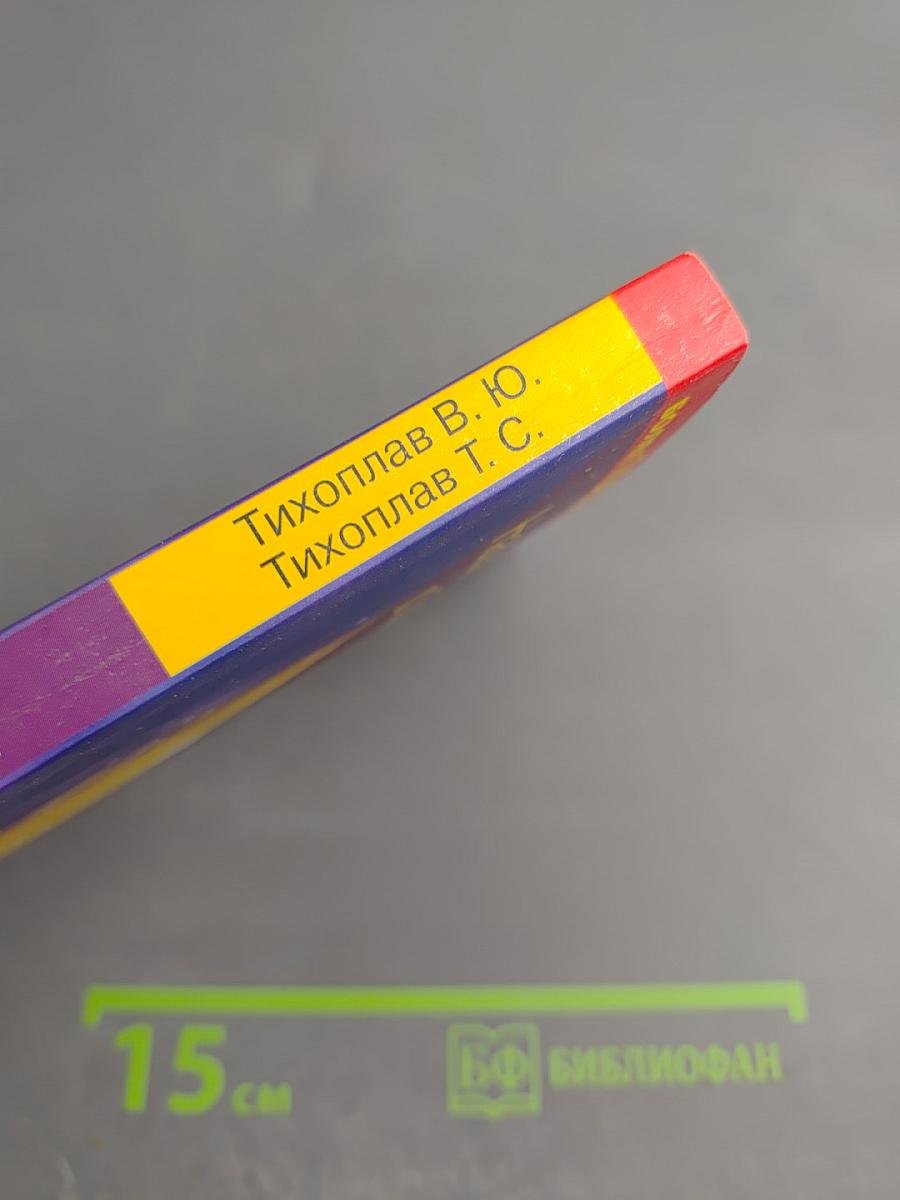 Тихоплав В. Ю.
Тихоплав Т. С.
15 см
БФ БИБЛИОФАН